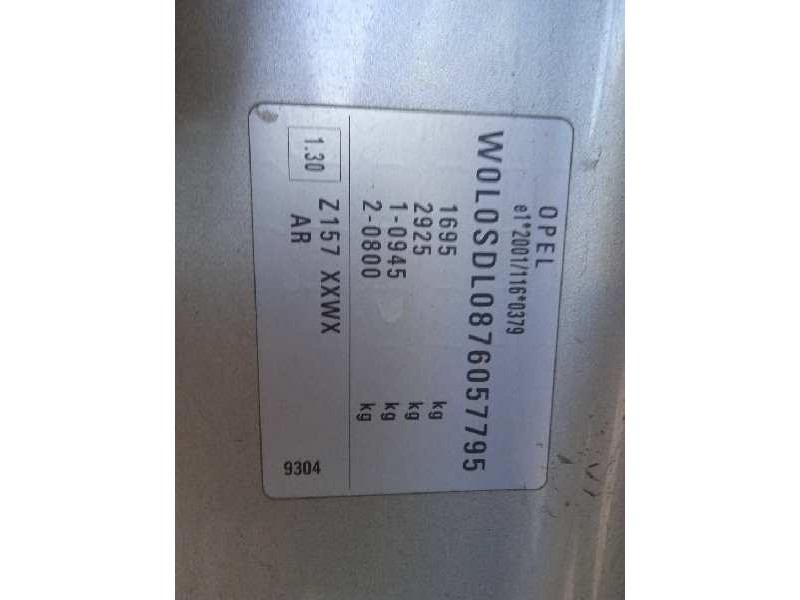 OPEL
e1*2001/116*0379
W0L0SDL0876057795
1695 kg
2925 kg
1-0945 kg
2-0800 kg
1.30 Z157 XXWX
AR 9304